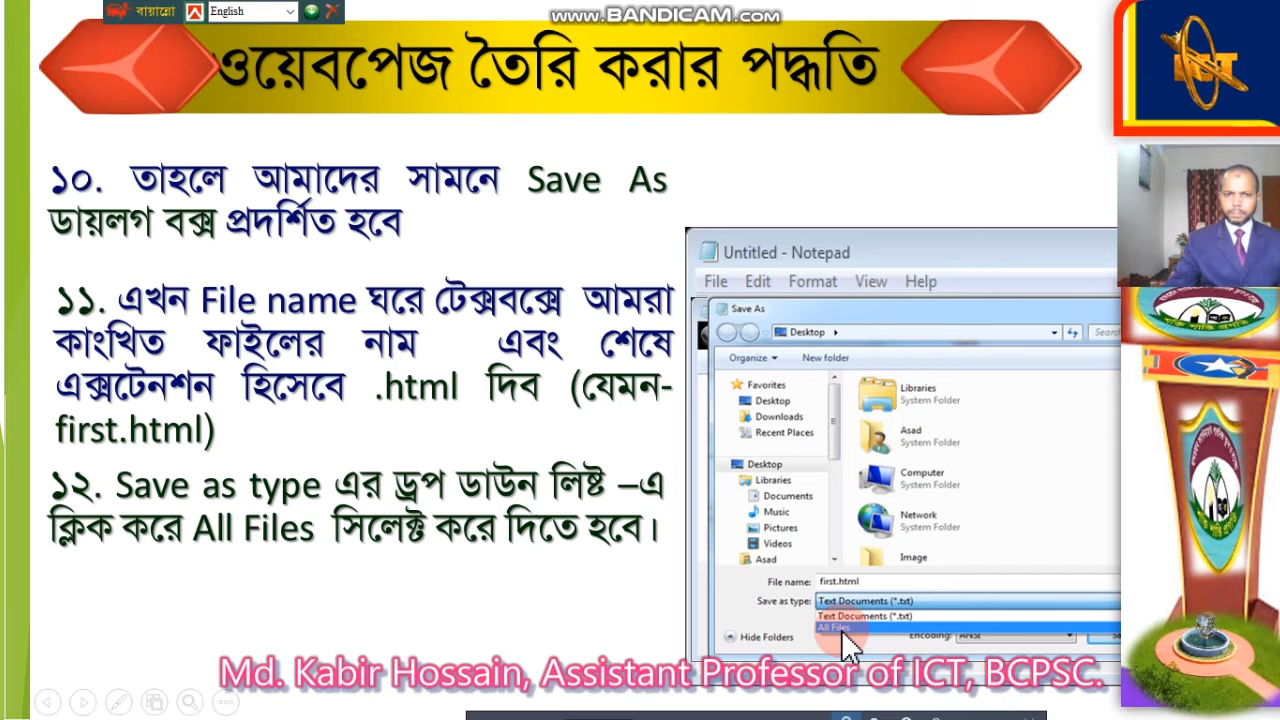 বায়ান্নো English
www.BANDICAM.com
ওয়েবপেজ তৈরি করার পদ্ধতি
ICT
১০. তাহলে আমাদের সামনে Save As
ডায়লগ বক্স প্রদর্শিত হবে
১১. এখন File name ঘরে টেক্সবক্সে আমরা
কাংখিত ফাইলের নাম এবং শেষে
এক্সটেনশন হিসেবে .html দিব (যেমন-
first.html)
১২. Save as type এর ড্রপ ডাউন লিষ্ট –এ
ক্লিক করে All Files সিলেক্ট করে দিতে হবে।
Untitled - Notepad
File Edit Format View Help
Save As
Desktop
Search
Organize New folder
Favorites
Desktop
Downloads
Recent Places
Desktop
Libraries
Documents
Music
Pictures
Videos
Asad
Libraries
System Folder
Asad
System Folder
Computer
System Folder
Network
System Folder
Image
File name: first.html
Save as type: Text Documents (*.txt)
Text Documents (*.txt)
All Files
Hide Folders Encoding: ANSI
Md. Kabir Hossain, Assistant Professor of ICT, BCPSC.